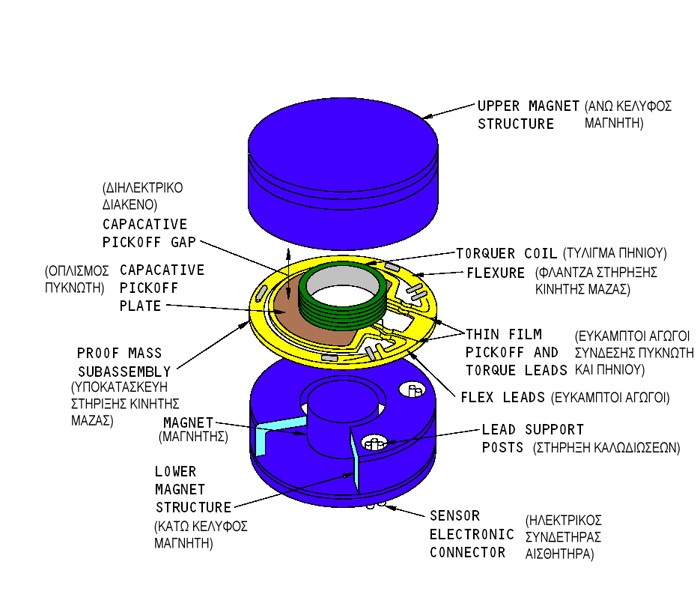 UPPER MAGNET (ΑΝΩ ΚΕΛΥΦΟΣ
STRUCTURE ΜΑΓΝΗΤΗ)
(ΔΙΗΛΕΚΤΡΙΚΟ
ΔΙΑΚΕΝΟ)
CAPACATIVE
PICKOFF GAP
TORQUER COIL (ΤΥΛΙΓΜΑ ΠΗΝΙΟΥ)
(ΟΠΛΙΣΜΟΣ CAPACATIVE
ΠΥΚΝΩΤΗ) PICKOFF
PLATE
FLEXURE (ΦΛΑΝΤΖΑ ΣΤΗΡΗΞΗΣ
ΚΙΝΗΤΗΣ ΜΑΖΑΣ)
THIN FILM (ΕΥΚΑΜΠΤΟΙ ΑΓΩΓΟΙ
PICKOFF AND ΣΥΝΔΕΣΗΣ ΠΥΚΝΩΤΗ
TORQUE LEADS ΚΑΙ ΠΗΝΙΟΥ)
PROOF MASS
SUBASSEMBLY
(ΥΠΟΚΑΤΑΣΚΕΥΗ
ΣΤΗΡΙΞΗΣ ΚΙΝΗΤΗΣ
ΜΑΖΑΣ)
FLEX LEADS (ΕΥΚΑΜΠΤΟΙ ΑΓΩΓΟΙ)
MAGNET
(ΜΑΓΝΗΤΗΣ)
LEAD SUPPORT
POSTS (ΣΤΗΡΗΞΗ ΚΑΛΩΔΙΩΣΕΩΝ)
LOWER
MAGNET
STRUCTURE
(ΚΑΤΩ ΚΕΛΥΦΟΣ
ΜΑΓΝΗΤΗ)
SENSOR (ΗΛΕΚΤΡΙΚΟΣ
ELECTRONIC ΣΥΝΔΕΤΗΡΑΣ
CONNECTOR ΑΙΣΘΗΤΗΡΑ)